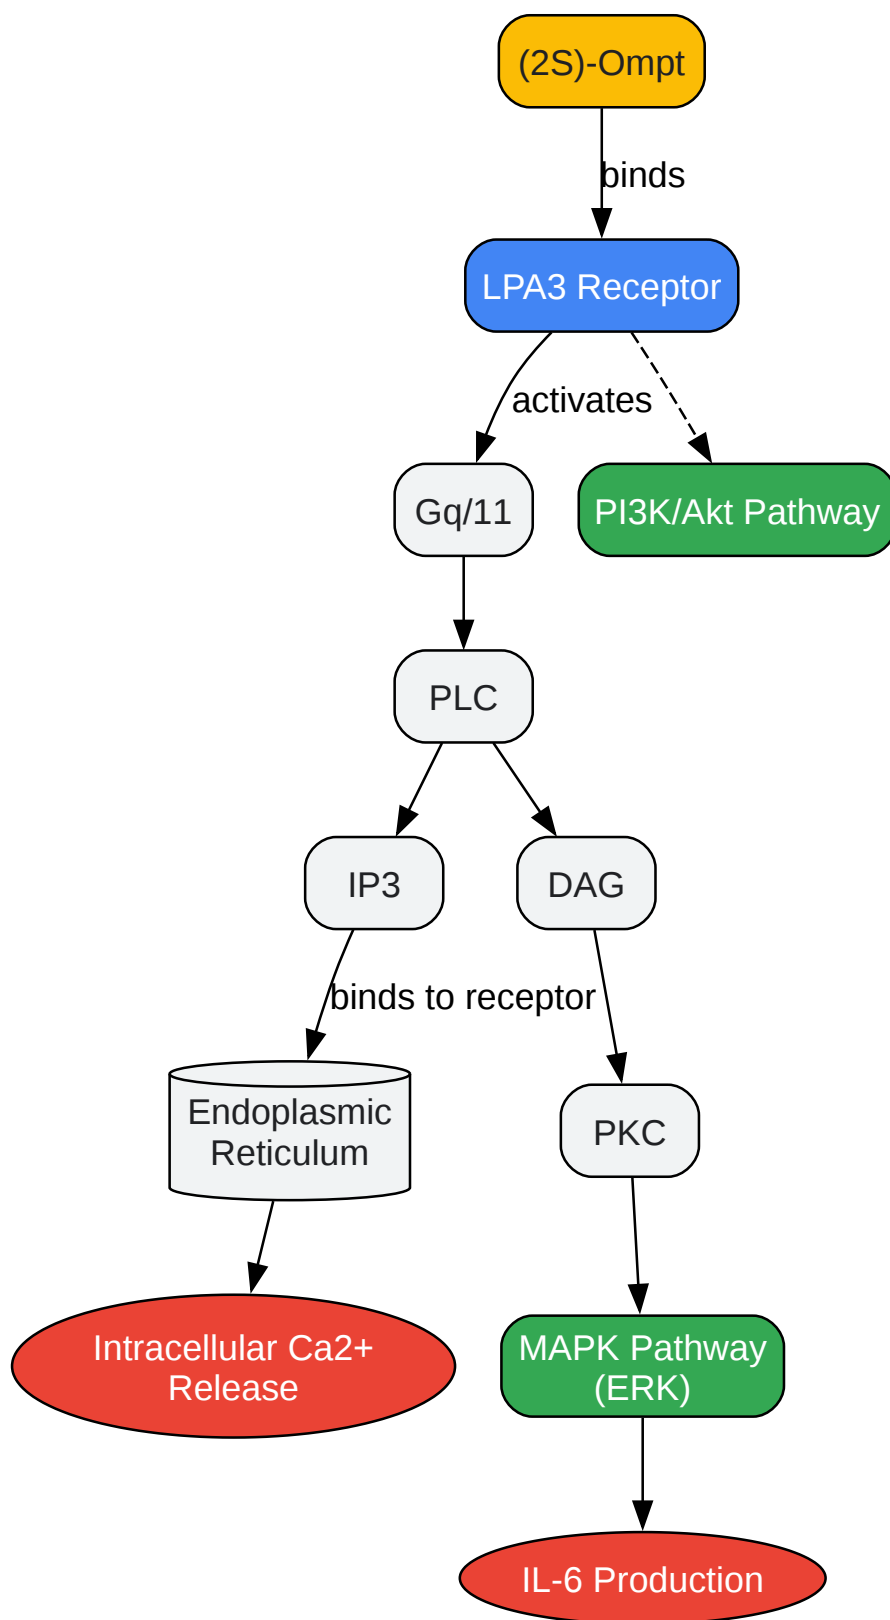 (2S)-Ompt
binds
LPA3 Receptor
activates
Gq/11
PI3K/Akt Pathway
PLC
IP3
DAG
binds to receptor
Endoplasmic
Reticulum
PKC
Intracellular Ca2+
Release
MAPK Pathway
(ERK)
IL-6 Production